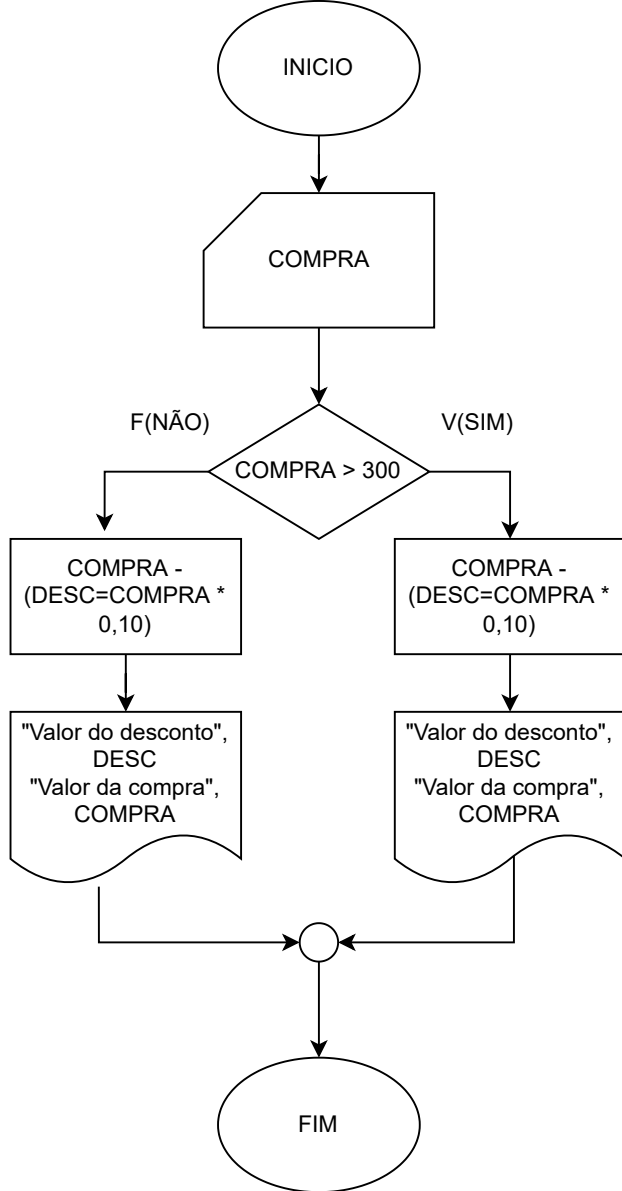 INICIO
COMPRA
F(NÃO)
V(SIM)
COMPRA > 300
COMPRA -
(DESC=COMPRA *
0,10)
COMPRA -
(DESC=COMPRA *
0,10)
"Valor do desconto",
DESC
"Valor da compra",
COMPRA
"Valor do desconto",
DESC
"Valor da compra",
COMPRA
FIM